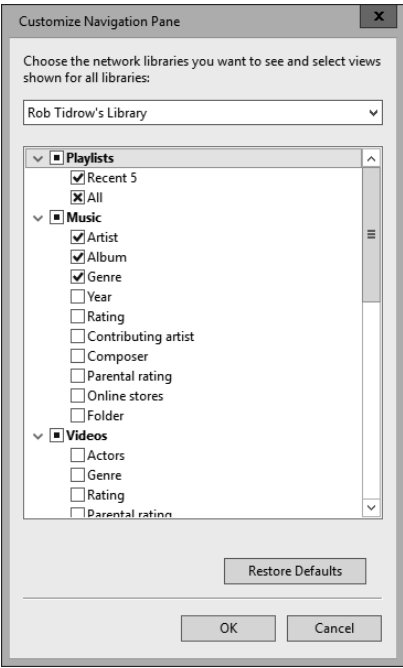 Customize Navigation Pane
Choose the network libraries you want to see and select views
shown for all libraries:
Rob Tidrow's Library
Playlists
Recent 5
All
Music
Artist
Album
Genre
Year
Rating
Contributing artist
Composer
Parental rating
Online stores
Folder
Videos
Actors
Genre
Rating
Parental rating
Restore Defaults
OK Cancel